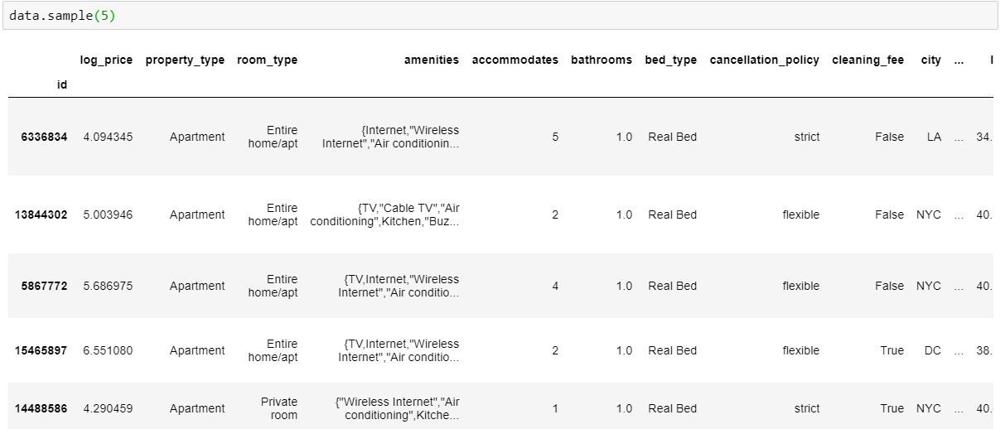 data.sample(5)
log_price property_type room_type amenities accommodates bathrooms bed_type cancellation_policy cleaning_fee city ... l
id
6336834 4.094345 Apartment Entire home/apt {Internet,"Wireless Internet","Air conditionin... 5 1.0 Real Bed strict False LA ... 34.
13844302 5.003946 Apartment Entire home/apt {TV,"Cable TV","Air conditioning",Kitchen,"Buz... 2 1.0 Real Bed flexible False NYC ... 40.
5867772 5.686975 Apartment Entire home/apt {TV,Internet,"Wireless Internet","Air conditio... 4 1.0 Real Bed flexible False NYC ... 40.
15465897 6.551080 Apartment Entire home/apt {TV,Internet,"Wireless Internet","Air conditio... 2 1.0 Real Bed flexible True DC ... 38.
14488586 4.290459 Apartment Private room {"Wireless Internet","Air conditioning",Kitche... 1 1.0 Real Bed strict True NYC ... 40.